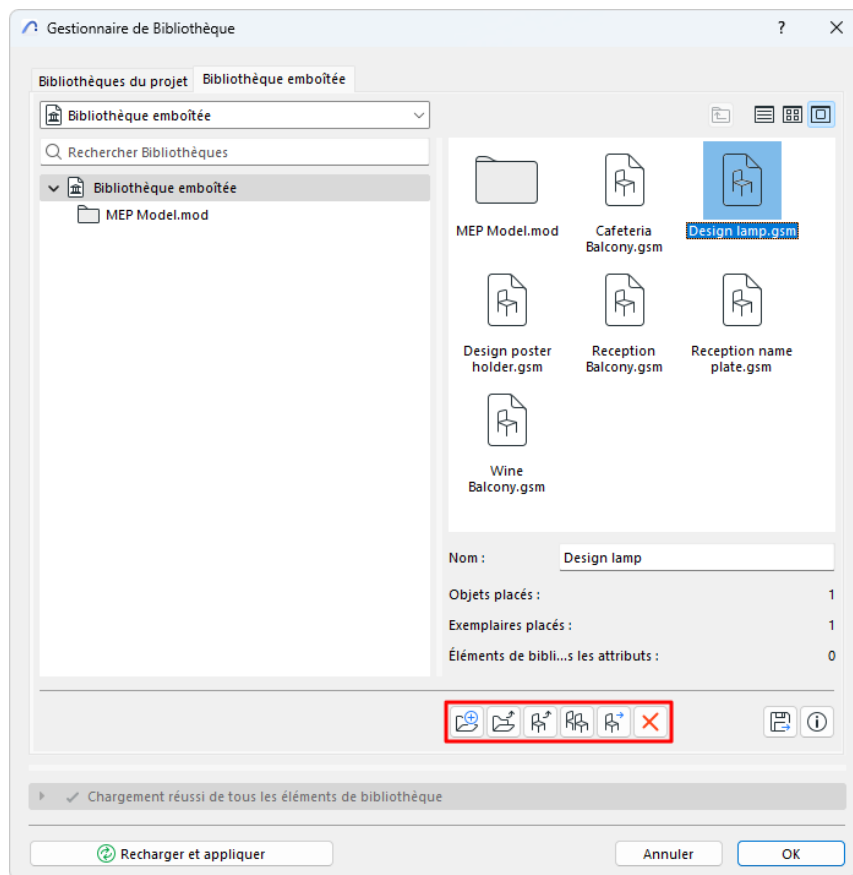 Gestionnaire de Bibliothèque
?
Bibliothèques du projet
Bibliothèque emboîtée
Bibliothèque emboîtée
Rechercher Bibliothèques
Bibliothèque emboîtée
MEP Model.mod
MEP Model.mod
Cafeteria
Balcony.gsm
Design lamp.gsm
Design poster
holder.gsm
Reception
Balcony.gsm
Reception name
plate.gsm
Wine
Balcony.gsm
Nom :
Design lamp
Objets placés :
1
Exemplaires placés :
1
Éléments de bibli...s les attributs :
0
Chargement réussi de tous les éléments de bibliothèque
Recharger et appliquer
Annuler
OK